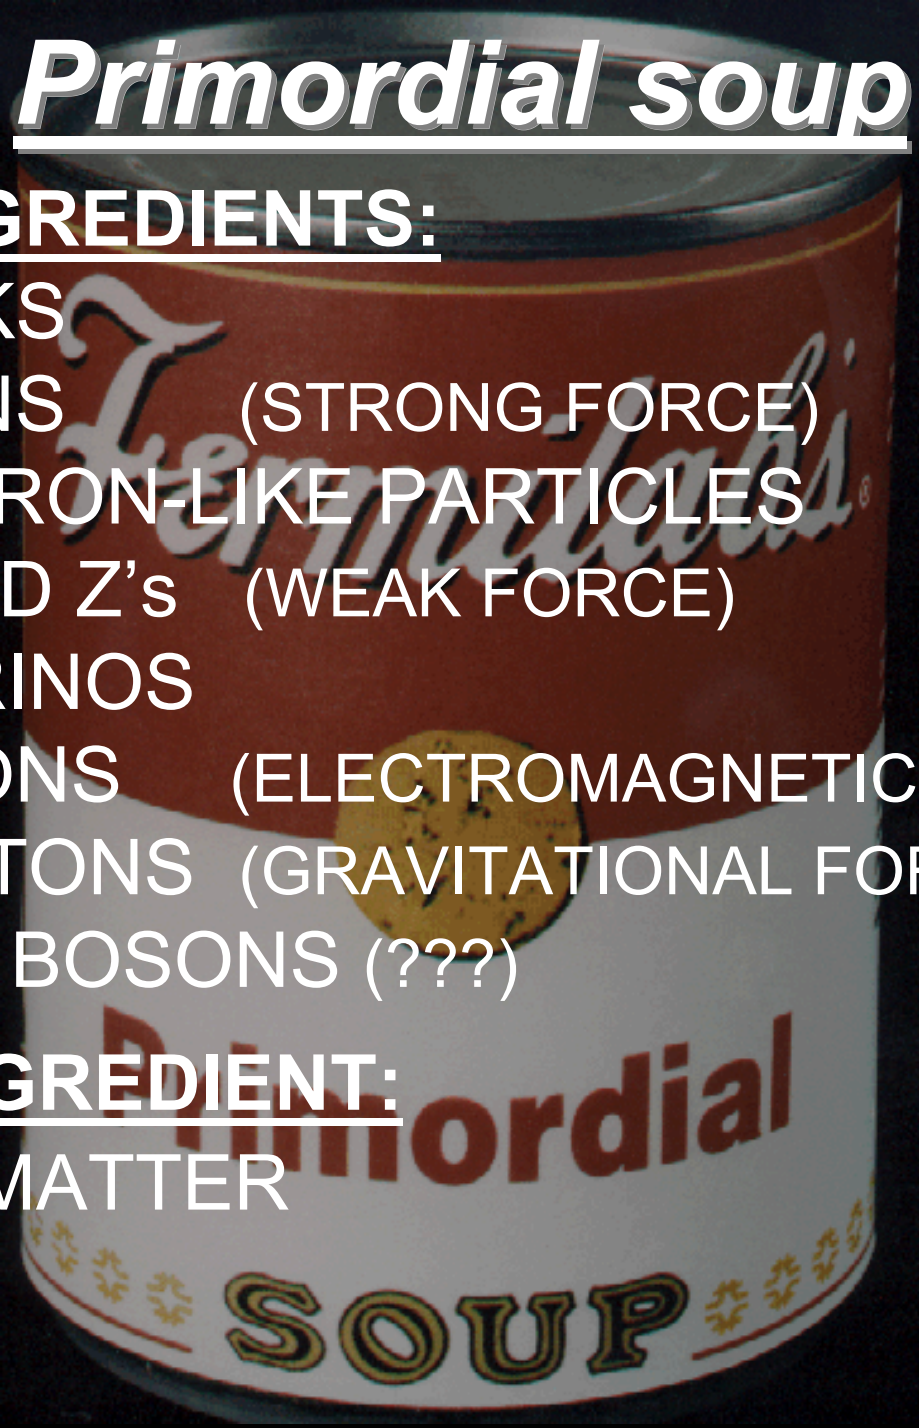 Primordial soup
GREDIENTS:
KS
NS (STRONG FORCE)
RON-LIKE PARTICLES
D Z’s (WEAK FORCE)
RINOS
ONS (ELECTROMAGNETIC
TONS (GRAVITATIONAL FOR
BOSONS (???)
GREDIENT:
MATTER
Fermilab's
Primordial
SOUP